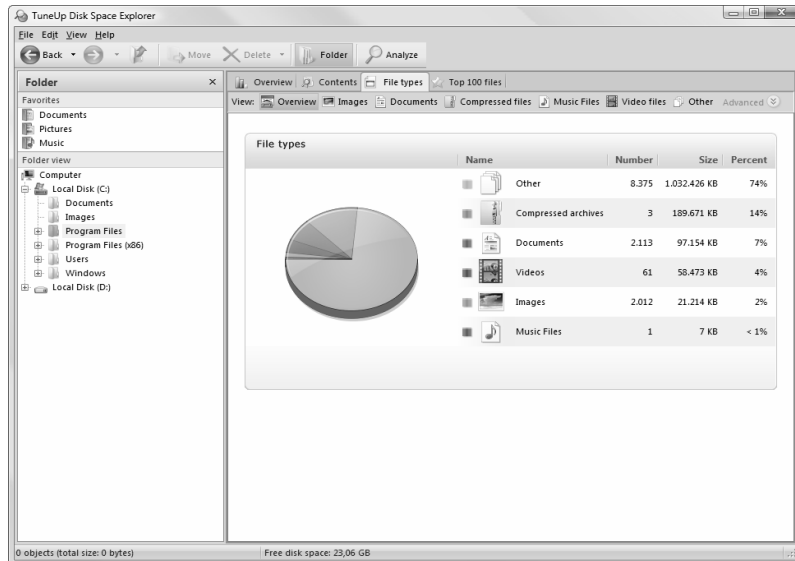 TuneUp Disk Space Explorer
File Edit View Help
Back Move Delete Folder Analyze
Folder ×
Favorites
Documents
Pictures
Music
Folder view
Computer
Local Disk (C:)
Documents
Images
Program Files
Program Files (x86)
Users
Windows
Local Disk (D:)
Overview Contents File types Top 100 files
View: Overview Images Documents Compressed files Music Files Video files Other Advanced
File types
Name Number Size Percent
Other 8.375 1.032.426 KB 74%
Compressed archives 3 189.671 KB 14%
Documents 2.113 97.154 KB 7%
Videos 61 58.473 KB 4%
Images 2.012 21.214 KB 2%
Music Files 1 7 KB < 1%
0 objects (total size: 0 bytes) Free disk space: 23,06 GB